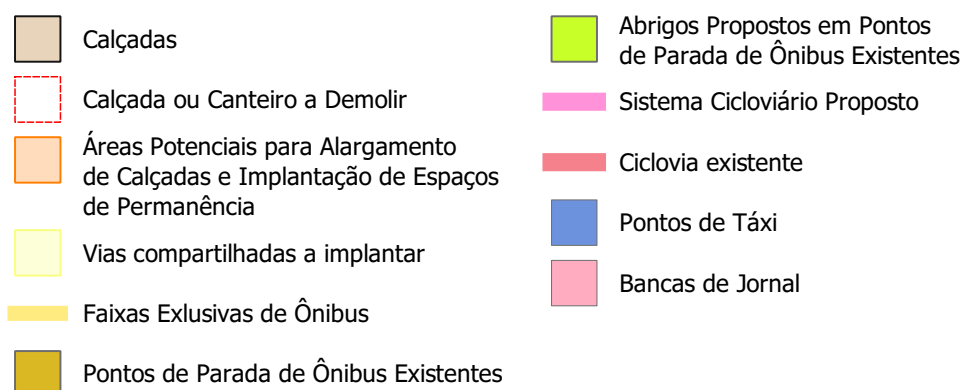 Calçadas
Calçada ou Canteiro a Demolir
Áreas Potenciais para Alargamento
de Calçadas e Implantação de Espaços
de Permanência
Vias compartilhadas a implantar
Faixas Exlusivas de Ônibus
Pontos de Parada de Ônibus Existentes
Abrigos Propostos em Pontos
de Parada de Ônibus Existentes
Sistema Cicloviário Proposto
Ciclovia existente
Pontos de Táxi
Bancas de Jornal